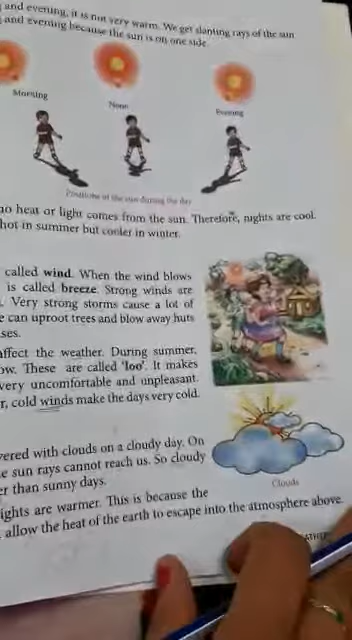 and evening, it is not very warm. We get slanting rays of the sun
and evening because the sun is on one side.
Morning
Noon
Evening
Positions of the sun during the day
no heat or light comes from the sun. Therefore, nights are cool.
hot in summer but cooler in winter.
called wind. When the wind blows
is called breeze. Strong winds are
Very strong storms cause a lot of
can uproot trees and blow away huts
affect the weather. During summer,
These are called 'loo'. It makes
very uncomfortable and unpleasant.
cold winds make the days very cold.
with clouds on a cloudy day. On
sun rays cannot reach us. So cloudy
than sunny days.
Clouds
are warmer. This is because the
allow the heat of the earth to escape into the atmosphere above.